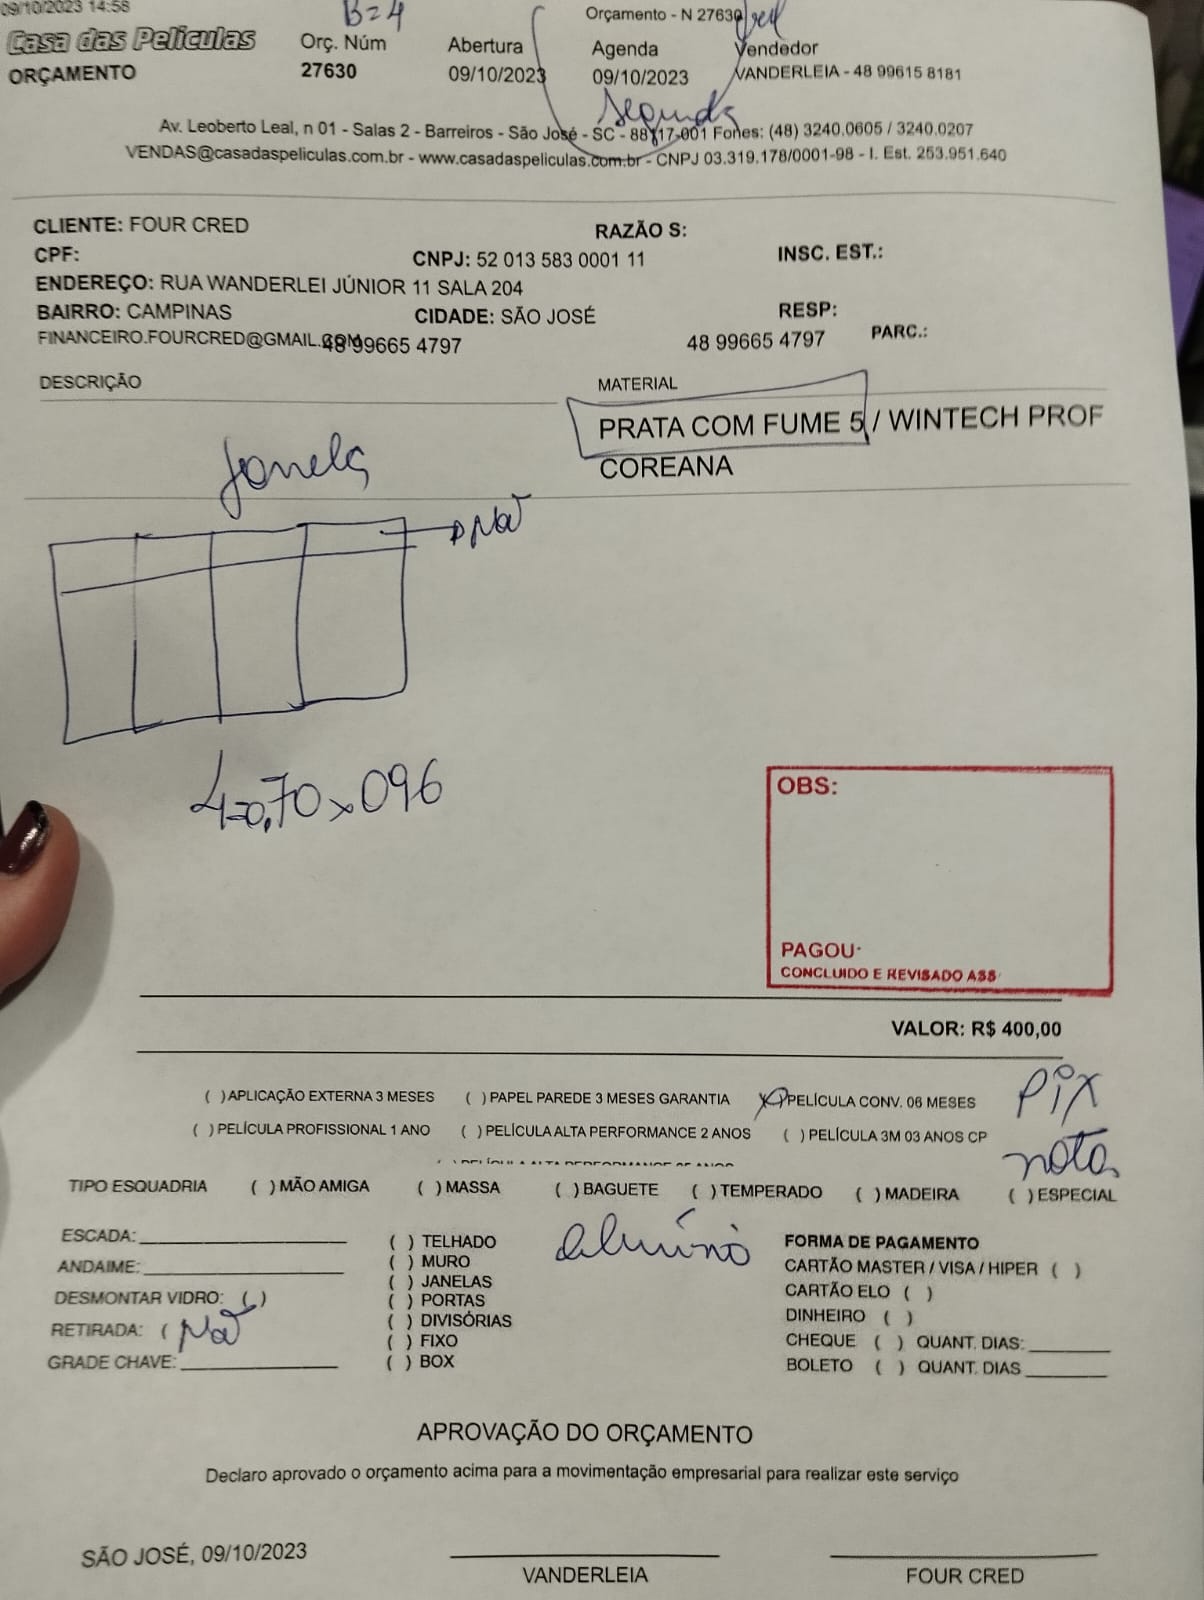 09/10/2023 14:56
B=4
Orçamento - N 27630
Casa das Películas
Orç. Núm
Abertura
Agenda
Vendedor
ORÇAMENTO
27630
09/10/2023
09/10/2023
VANDERLEIA - 48 99615 8181
Segunda
Av. Leoberto Leal, n 01 - Salas 2 - Barreiros - São José - SC - 88117-001 Fones: (48) 3240.0605 / 3240.0207
VENDAS@casadaspeliculas.com.br - www.casadaspeliculas.com.br - CNPJ 03.319.178/0001-98 - I. Est. 253.951.640
CLIENTE: FOUR CRED
RAZÃO S:
CPF:
CNPJ: 52 013 583 0001 11
INSC. EST.:
ENDEREÇO: RUA WANDERLEI JÚNIOR 11 SALA 204
BAIRRO: CAMPINAS
CIDADE: SÃO JOSÉ
RESP:
FINANCEIRO.FOURCRED@GMAIL.COM
48 99665 4797
48 99665 4797
PARC.:
DESCRIÇÃO
MATERIAL
PRATA COM FUME 5 / WINTECH PROF
COREANA
Janela
Não
4=0,70x096
OBS:
PAGOU:
CONCLUIDO E REVISADO ASS
VALOR: R$ 400,00
( ) APLICAÇÃO EXTERNA 3 MESES ( ) PAPEL PAREDE 3 MESES GARANTIA (X) PELÍCULA CONV. 06 MESES
Pix
( ) PELÍCULA PROFISSIONAL 1 ANO ( ) PELÍCULA ALTA PERFORMANCE 2 ANOS ( ) PELÍCULA 3M 03 ANOS CP
nota
TIPO ESQUADRIA ( ) MÃO AMIGA ( ) MASSA ( ) BAGUETE ( ) TEMPERADO ( ) MADEIRA ( ) ESPECIAL
alumínio
ESCADA:
ANDAIME:
DESMONTAR VIDRO: ( )
RETIRADA: ( Não
GRADE CHAVE:
( ) TELHADO
( ) MURO
( ) JANELAS
( ) PORTAS
( ) DIVISÓRIAS
( ) FIXO
( ) BOX
FORMA DE PAGAMENTO
CARTÃO MASTER / VISA / HIPER ( )
CARTÃO ELO ( )
DINHEIRO ( )
CHEQUE ( ) QUANT. DIAS:
BOLETO ( ) QUANT. DIAS
APROVAÇÃO DO ORÇAMENTO
Declaro aprovado o orçamento acima para a movimentação empresarial para realizar este serviço
SÃO JOSÉ, 09/10/2023
VANDERLEIA
FOUR CRED